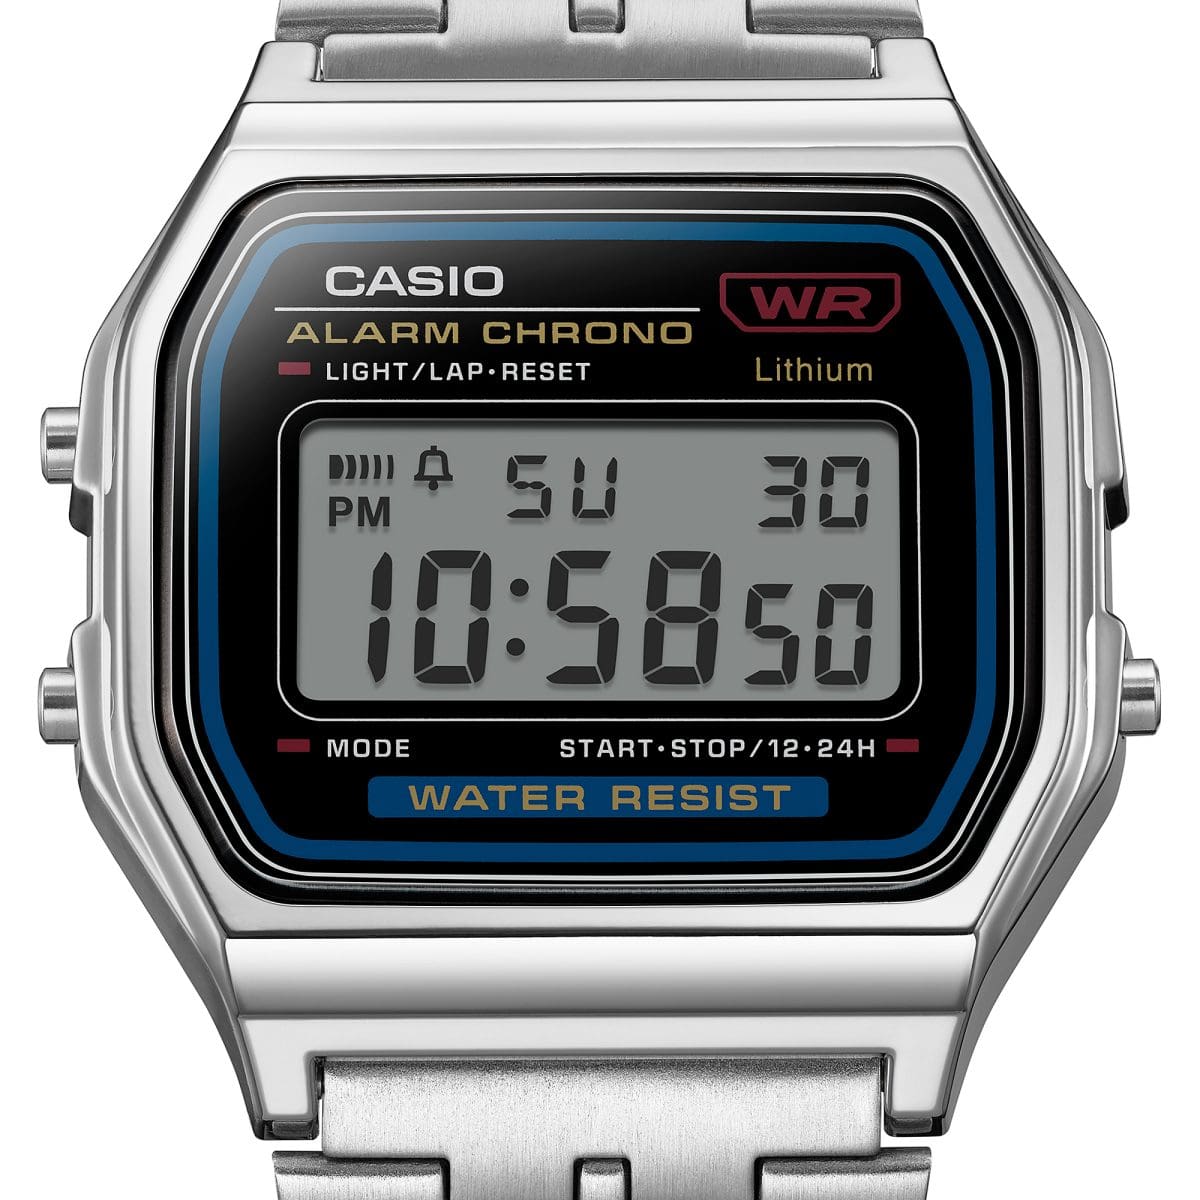 CASIO
WR
ALARM CHRONO
LIGHT/LAP•RESET
Lithium
SU 30
PM
10:58 50
MODE
START•STOP/12•24H
WATER RESIST